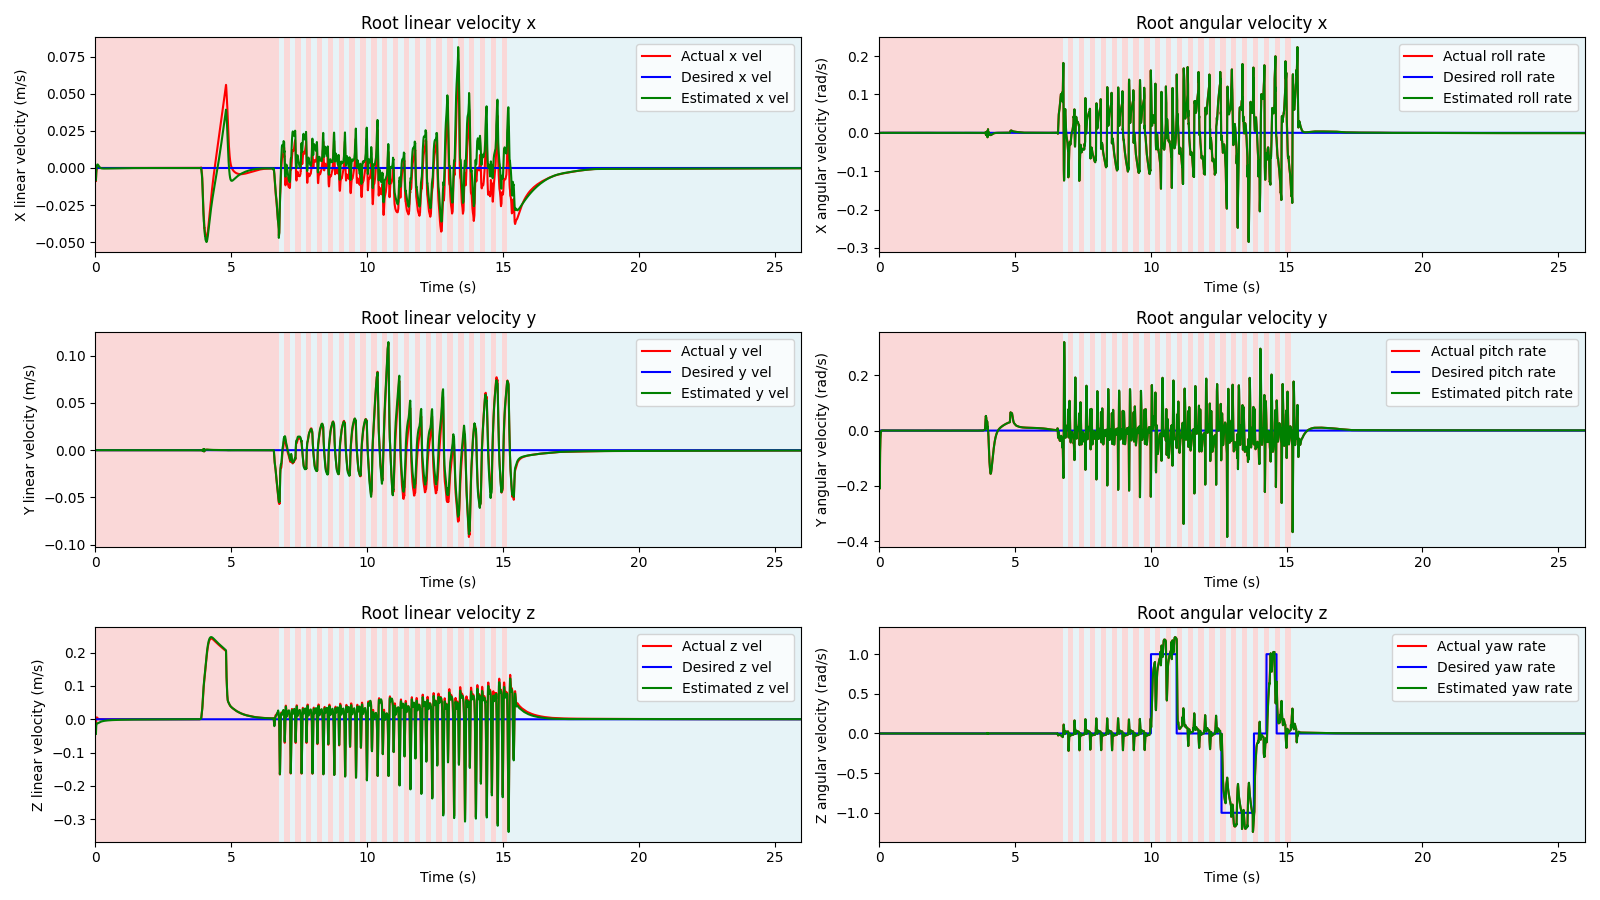 Root linear velocity x
X linear velocity (m/s)
0.075
0.050
0.025
0.000
−0.025
−0.050
Actual x vel
Desired x vel
Estimated x vel
0 5 10 15 20 25
Time (s)
Root angular velocity x
X angular velocity (rad/s)
0.2
0.1
0.0
−0.1
−0.2
−0.3
Actual roll rate
Desired roll rate
Estimated roll rate
0 5 10 15 20 25
Time (s)
Root linear velocity y
Y linear velocity (m/s)
0.10
0.05
0.00
−0.05
−0.10
Actual y vel
Desired y vel
Estimated y vel
0 5 10 15 20 25
Time (s)
Root angular velocity y
Y angular velocity (rad/s)
0.2
0.0
−0.2
−0.4
Actual pitch rate
Desired pitch rate
Estimated pitch rate
0 5 10 15 20 25
Time (s)
Root linear velocity z
Z linear velocity (m/s)
0.2
0.1
0.0
−0.1
−0.2
−0.3
Actual z vel
Desired z vel
Estimated z vel
0 5 10 15 20 25
Time (s)
Root angular velocity z
Z angular velocity (rad/s)
1.0
0.5
0.0
−0.5
−1.0
Actual yaw rate
Desired yaw rate
Estimated yaw rate
0 5 10 15 20 25
Time (s)